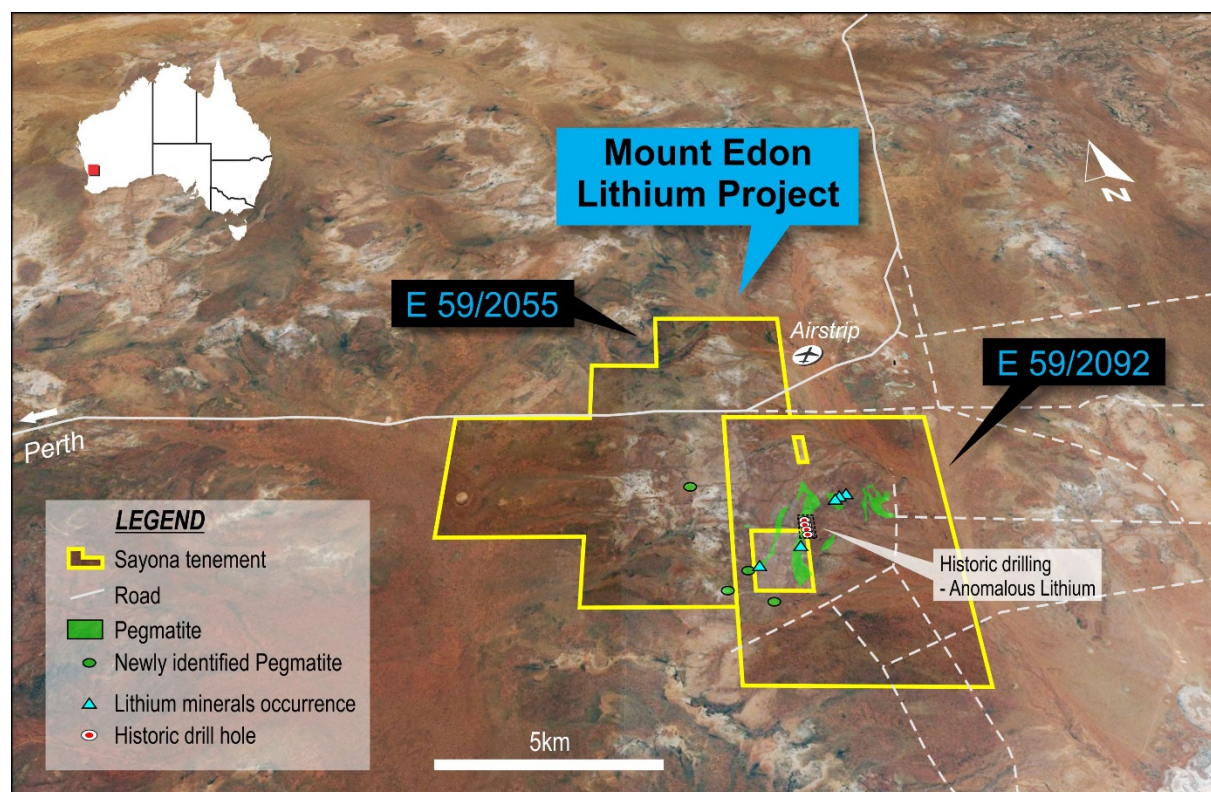 Mount Edon
Lithium Project
N
E 59/2055
Airstrip
E 59/2092
Perth
LEGEND
Sayona tenement
Road
Pegmatite
Newly identified Pegmatite
Lithium minerals occurrence
Historic drill hole
Historic drilling
- Anomalous Lithium
5km